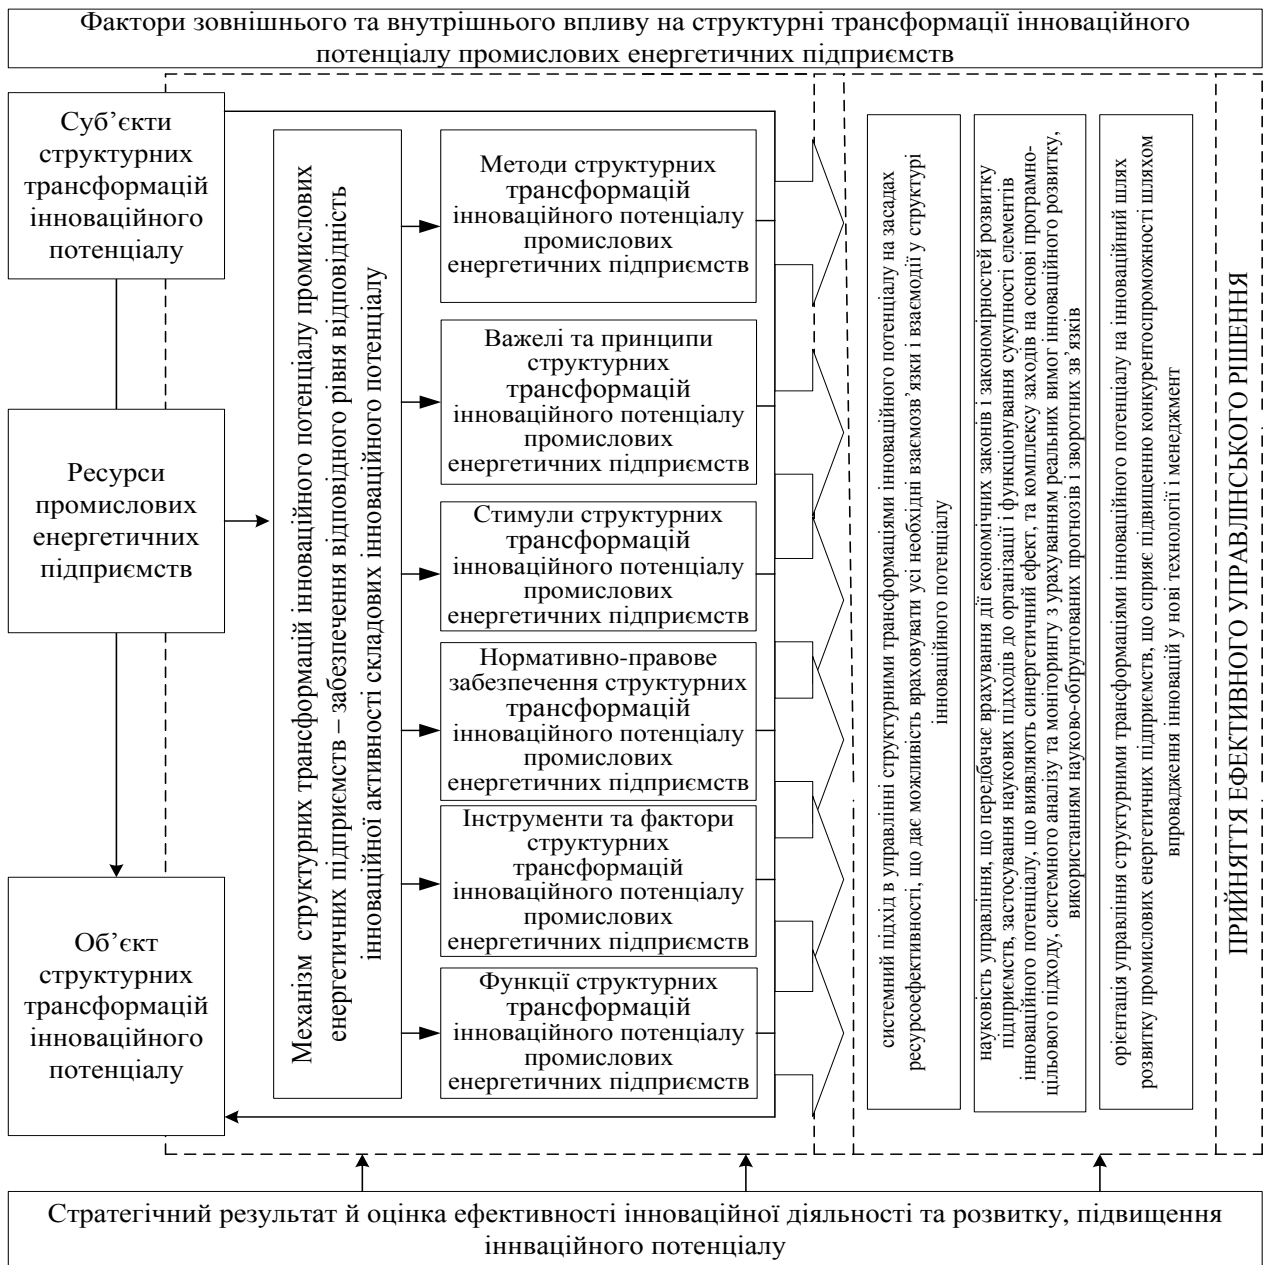 Фактори зовнішнього та внутрішнього впливу на структурні трансформації інноваційного
потенціалу промислових енергетичних підприємств
Суб’єкти
структурних
трансформацій
інноваційного
потенціалу
Ресурси
промислових
енергетичних
підприємств
Об’єкт
структурних
трансформацій
інноваційного
потенціалу
Механізм структурних трансформацій інноваційного потенціалу промислових
енергетичних підприємств – забезпечення відповідного рівня відповідність
інноваційної активності складових інноваційного потенціалу
Методи структурних
трансформацій
інноваційного потенціалу
промислових
енергетичних підприємств
Важелі та принципи
структурних
трансформацій
інноваційного потенціалу
промислових
енергетичних підприємств
Стимули структурних
трансформацій
інноваційного потенціалу
промислових
енергетичних підприємств
Нормативно-правове
забезпечення структурних
трансформацій
інноваційного потенціалу
промислових
енергетичних підприємств
Інструменти та фактори
структурних
трансформацій
інноваційного потенціалу
промислових
енергетичних підприємств
Функції структурних
трансформацій
інноваційного потенціалу
промислових
енергетичних підприємств
системний підхід в управлінні структурними трансформаціями інноваційного потенціалу на засадах
ресурсоефективності, що дає можливість враховувати усі необхідні взаємозв’язки і взаємодії у структурі
інноваційного потенціалу
науковість управління, що передбачає врахування дії економічних законів і закономірностей розвитку
підприємств, застосування наукових підходів до організації і функціонування сукупності елементів
інноваційного потенціалу, що виявляють синергетичний ефект, та комплексу заходів на основі програмно-
цільового підходу, системного аналізу та моніторингу з урахуванням реальних вимог інноваційного розвитку,
використанням науково-обґрунтованих прогнозів і зворотних зв’язків
орієнтація управління структурними трансформаціями інноваційного потенціалу на інноваційний шлях
розвитку промислових енергетичних підприємств, що сприяє підвищенню конкурентоспроможності шляхом
впровадження інновацій у нові технології і менеджмент
ПРИЙНЯТТЯ ЕФЕКТИВНОГО УПРАВЛІНСЬКОГО РІШЕННЯ
Стратегічний результат й оцінка ефективності інноваційної діяльності та розвитку, підвищення
іннваційного потенціалу